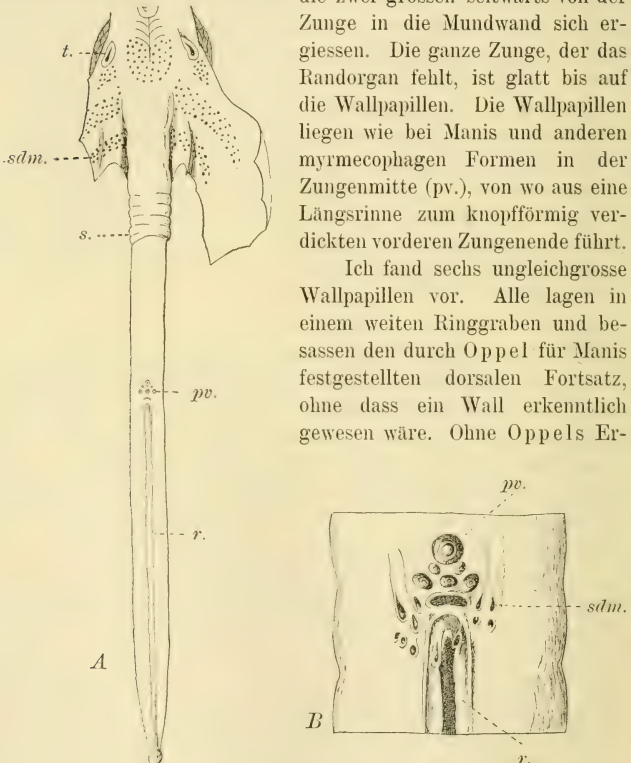 die zwei grossen seitwärts von der
Zunge in die Mundwand sich er-
giessen. Die ganze Zunge, der das
Randorgan fehlt, ist glatt bis auf
die Wallpapillen. Die Wallpapillen
liegen wie bei Manis und anderen
myrmecophagen Formen in der
Zungenmitte (pv.), von wo aus eine
Längsrinne zum knopfförmig ver-
dickten vorderen Zungenende führt.
Ich fand sechs ungleichgrosse
Wallpapillen vor. Alle lagen in
einem weiten Ringgraben und be-
sassen den durch Oppel für Manis
festgestellten dorsalen Fortsatz,
ohne dass ein Wall erkenntlich
gewesen wäre. Ohne Oppels Er-
t.
sdm.
s.
pv.
r.
A
pv.
sdm.
B
r.